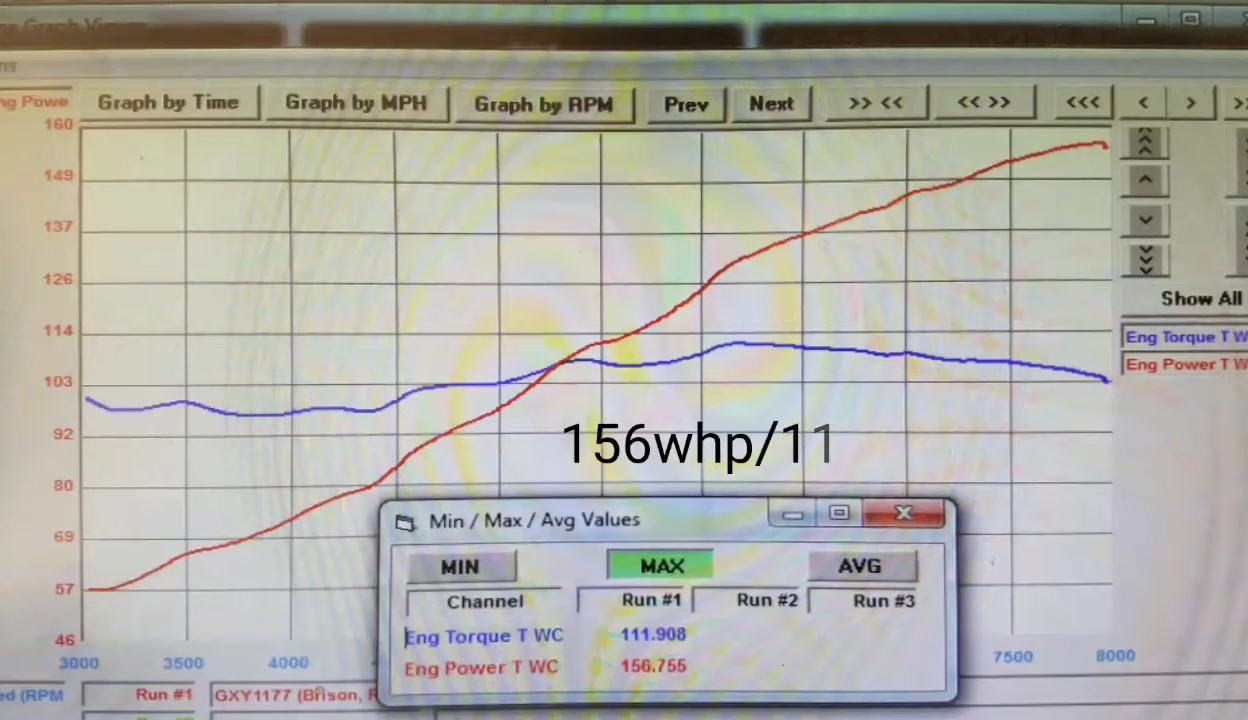 Graph by Time Graph by MPH Graph by RPM Prev Next >> << << >> <<< < >
160
149
137
126
114
103
92
80
69
57
46
3000 3500 4000 7500 8000
Show All
Eng Torque T W
Eng Power T W
156whp/11
Min / Max / Avg Values
MIN MAX AVG
Channel Run #1 Run #2 Run #3
Eng Torque T WC 111.908
Eng Power T WC 156.755
(RPM Run #1 GXY1177